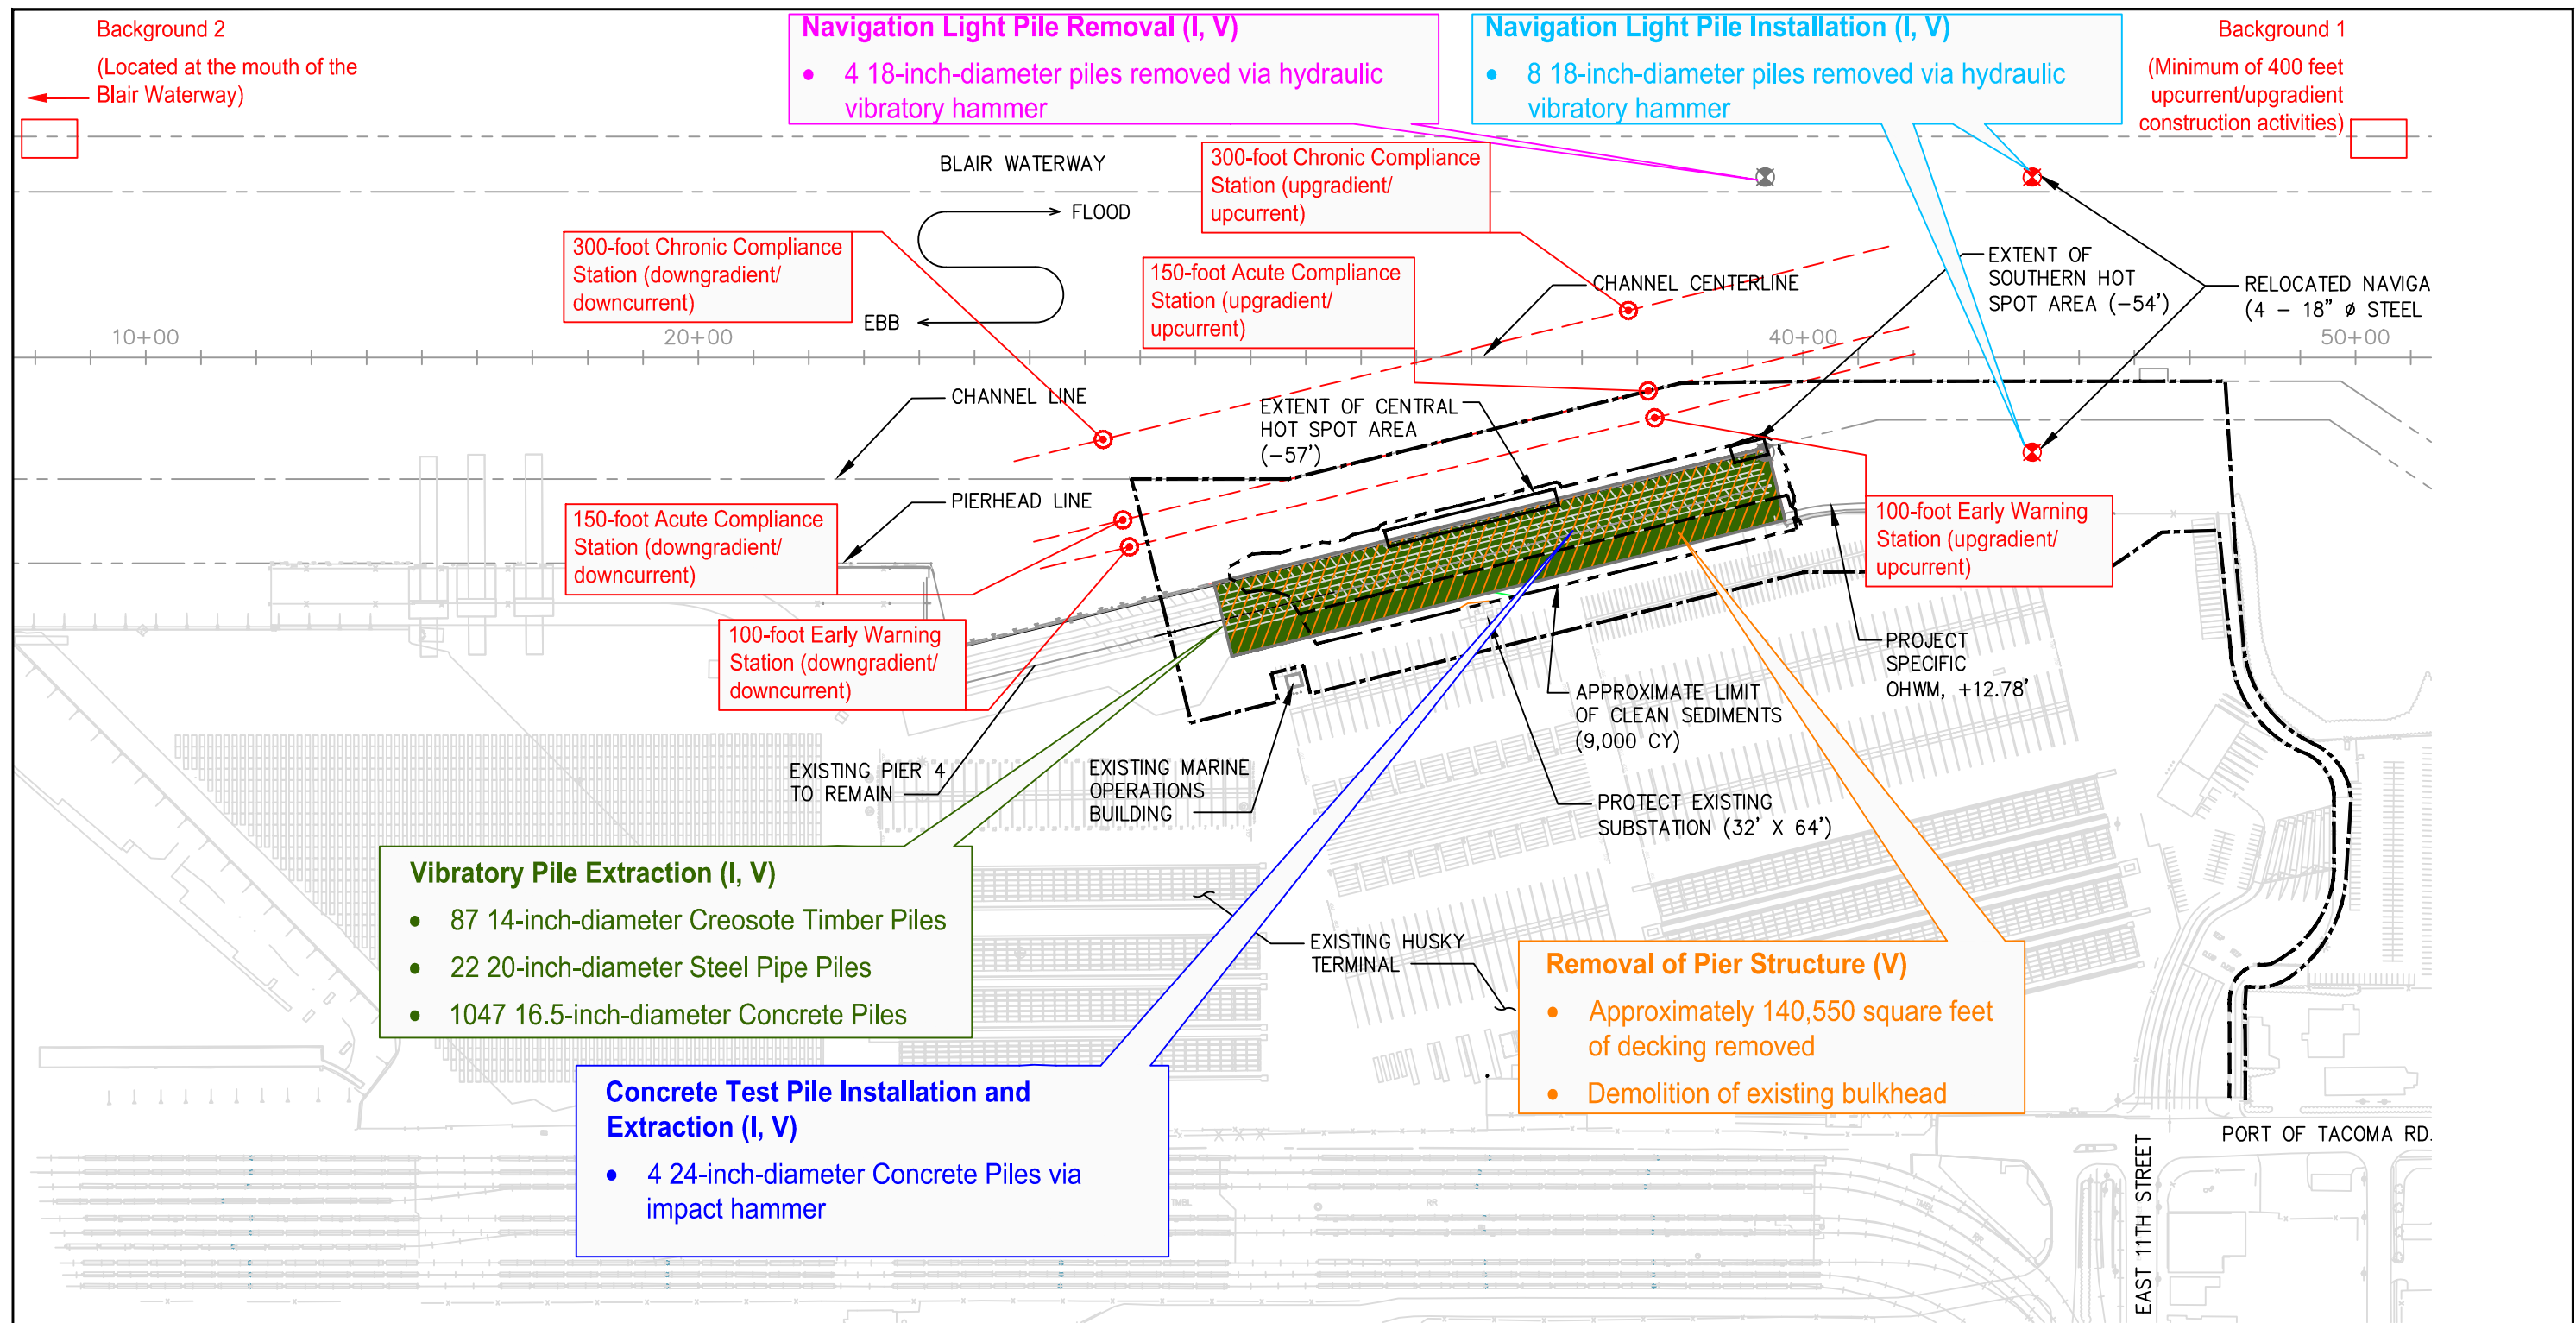 Background 2
(Located at the mouth of the
Blair Waterway)
Navigation Light Pile Removal (I, V)
• 4 18-inch-diameter piles removed via hydraulic
vibratory hammer
Navigation Light Pile Installation (I, V)
• 8 18-inch-diameter piles removed via hydraulic
vibratory hammer
Background 1
(Minimum of 400 feet
upcurrent/upgradient
construction activities)
BLAIR WATERWAY
FLOOD
EBB
300-foot Chronic Compliance
Station (upgradient/
upcurrent)
300-foot Chronic Compliance
Station (downgradient/
downcurrent)
150-foot Acute Compliance
Station (upgradient/
upcurrent)
CHANNEL CENTERLINE
EXTENT OF
SOUTHERN HOT
SPOT AREA (-54')
RELOCATED NAVIGA
(4 - 18" ø STEEL
10+00
20+00
40+00
50+00
CHANNEL LINE
EXTENT OF CENTRAL
HOT SPOT AREA
(-57')
PIERHEAD LINE
150-foot Acute Compliance
Station (downgradient/
downcurrent)
100-foot Early Warning
Station (upgradient/
upcurrent)
100-foot Early Warning
Station (downgradient/
downcurrent)
PROJECT
SPECIFIC
OHWM, +12.78'
APPROXIMATE LIMIT
OF CLEAN SEDIMENTS
(9,000 CY)
EXISTING PIER 4
TO REMAIN
EXISTING MARINE
OPERATIONS
BUILDING
PROTECT EXISTING
SUBSTATION (32' X 64')
Vibratory Pile Extraction (I, V)
• 87 14-inch-diameter Creosote Timber Piles
• 22 20-inch-diameter Steel Pipe Piles
• 1047 16.5-inch-diameter Concrete Piles
EXISTING HUSKY
TERMINAL
Removal of Pier Structure (V)
• Approximately 140,550 square feet
of decking removed
• Demolition of existing bulkhead
Concrete Test Pile Installation and
Extraction (I, V)
• 4 24-inch-diameter Concrete Piles via
impact hammer
PORT OF TACOMA RD.
EAST 11TH STREET
TMBL
RR
TMBL
RR